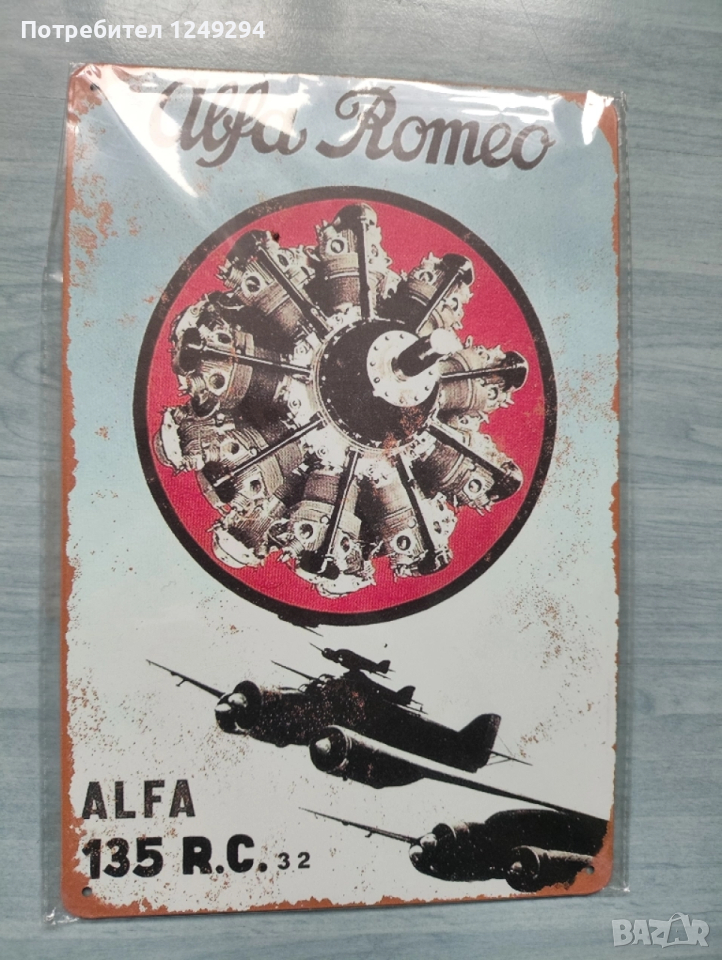 Потребител 1249294
Alfa Romeo
ALFA
135 R.C. 32
BAZAR